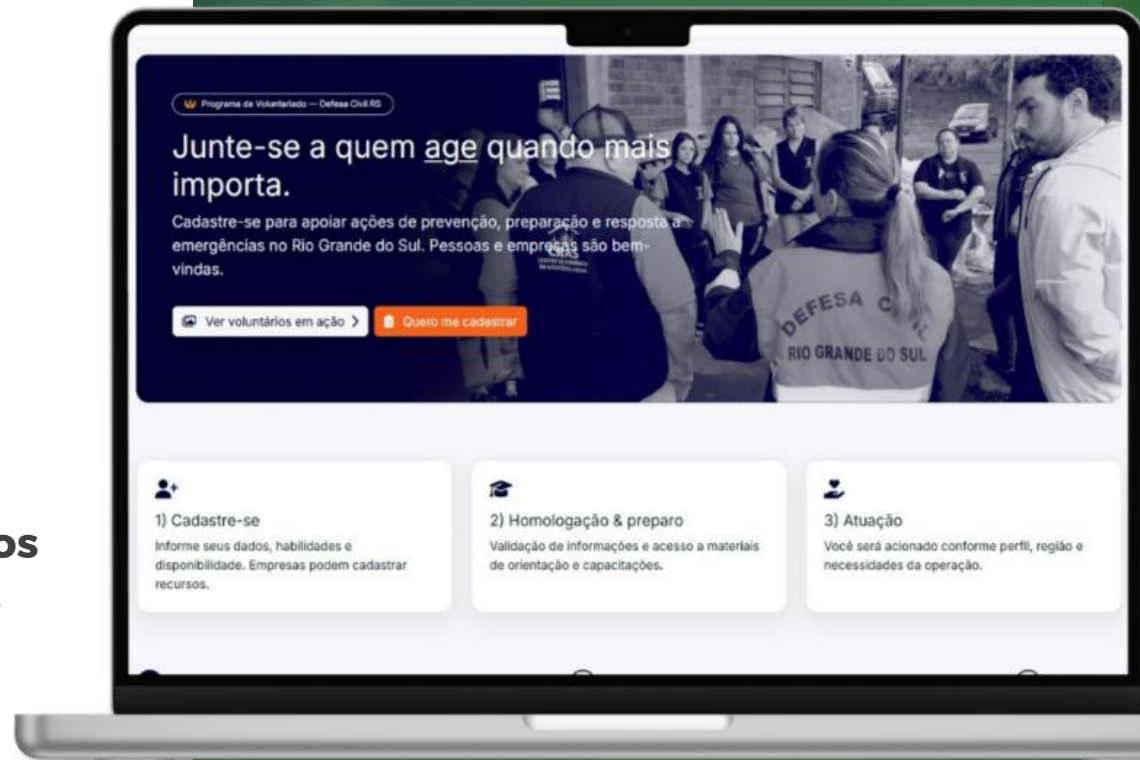 Programa de Voluntariado — Defesa Civil RS
Junte-se a quem age quando mais
importa.
Cadastre-se para apoiar ações de prevenção, preparação e resposta a
emergências no Rio Grande do Sul. Pessoas e empresas são bem-
vindas.
Ver voluntários em ação
Quero me cadastrar
CRAS
DEFESA CIVIL
RIO GRANDE DO SUL
os
1) Cadastre-se
Informe seus dados, habilidades e
disponibilidade. Empresas podem cadastrar
recursos.
2) Homologação & preparo
Validação de informações e acesso a materiais
de orientação e capacitações.
3) Atuação
Você será acionado conforme perfil, região e
necessidades da operação.